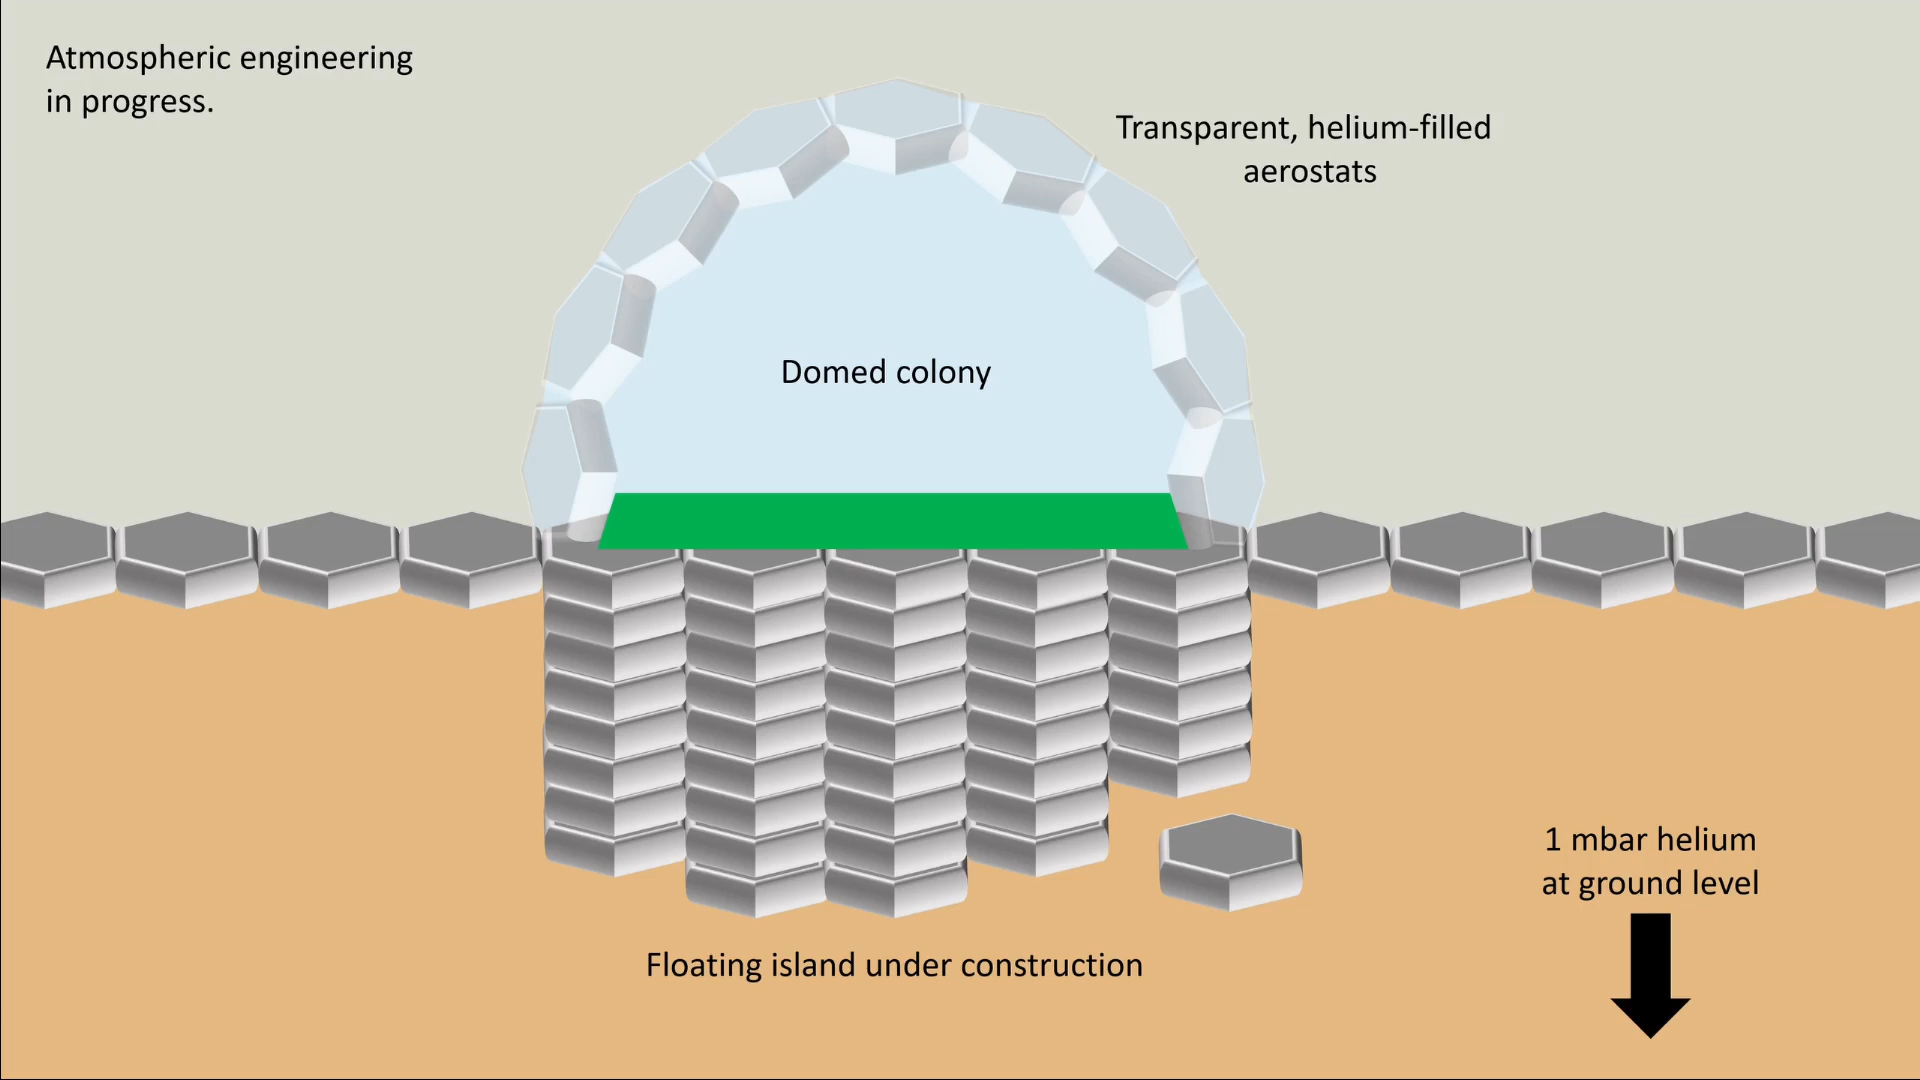 Atmospheric engineering
in progress.
Transparent, helium-filled
aerostats
Domed colony
1 mbar helium
at ground level
Floating island under construction